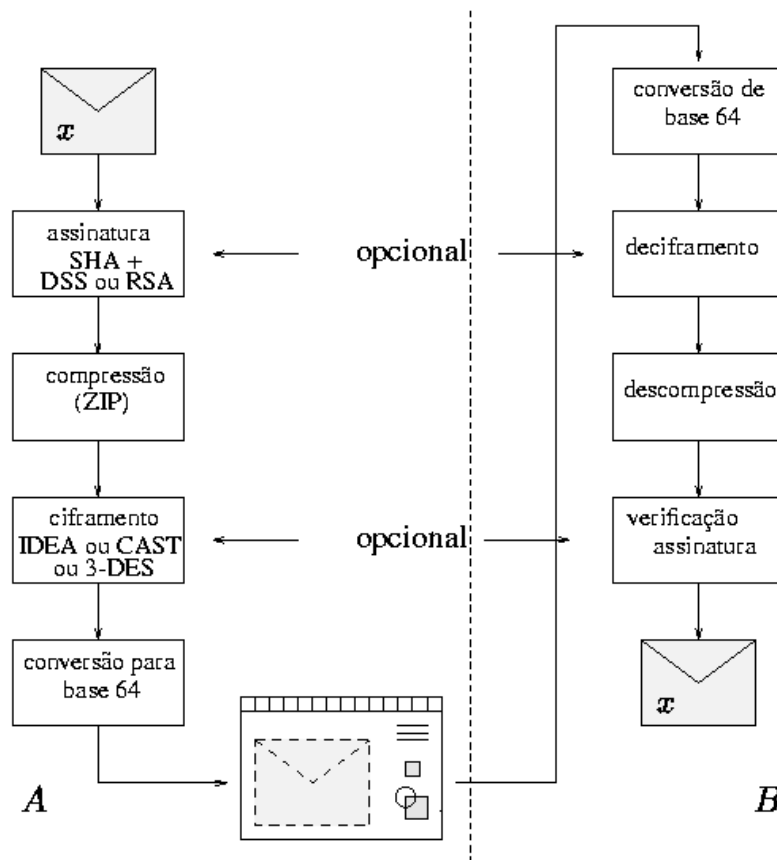 x
assinatura
SHA +
DSS ou RSA
compressão
(ZIP)
ciframento
IDEA ou CAST
ou 3-DES
conversão para
base 64
A
opcional
opcional
conversão de
base 64
deciframento
descompressão
verificação
assinatura
x
B